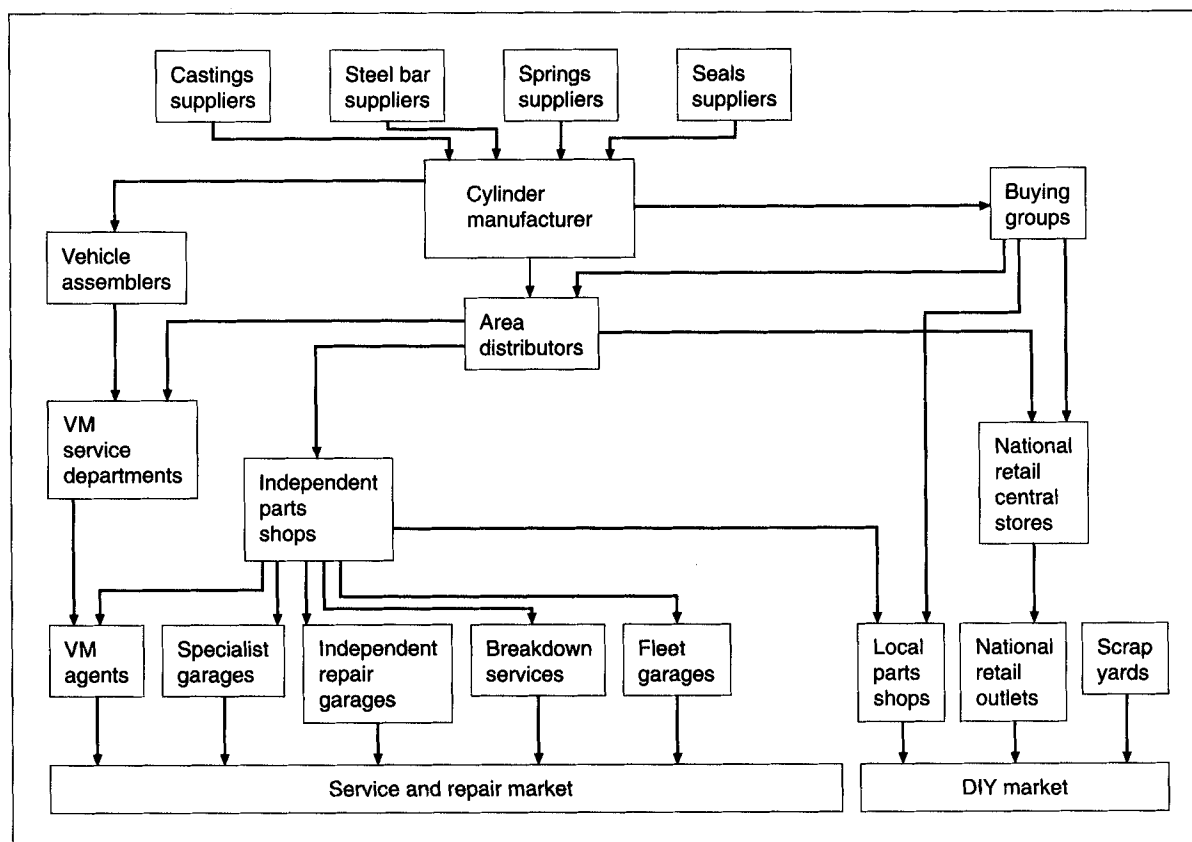 Castings
suppliers
Steel bar
suppliers
Springs
suppliers
Seals
suppliers
Cylinder
manufacturer
Buying
groups
Vehicle
assemblers
Area
distributors
VM
service
departments
Independent
parts
shops
National
retail
central
stores
VM
agents
Specialist
garages
Independent
repair
garages
Breakdown
services
Fleet
garages
Local
parts
shops
National
retail
outlets
Scrap
yards
Service and repair market
DIY market